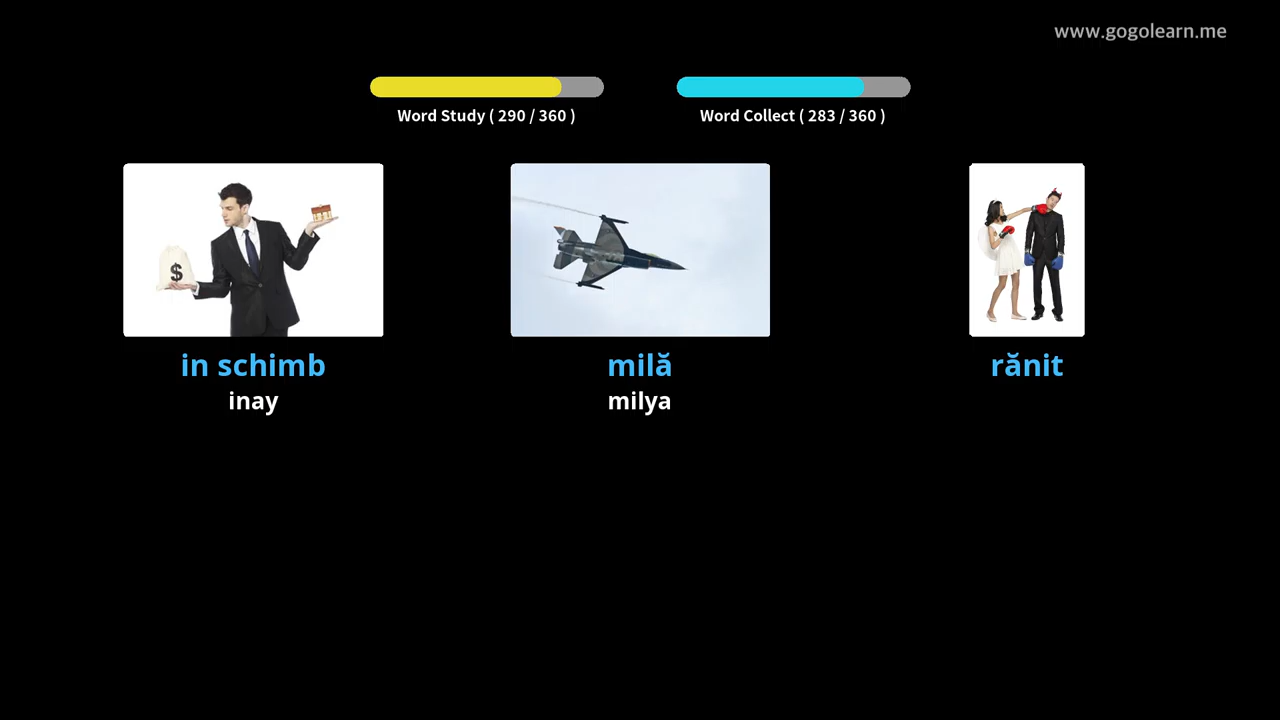 www.gogolearn.me
Word Study ( 290 / 360 )
Word Collect ( 283 / 360 )
$
in schimb
inay
milă
milya
rănit